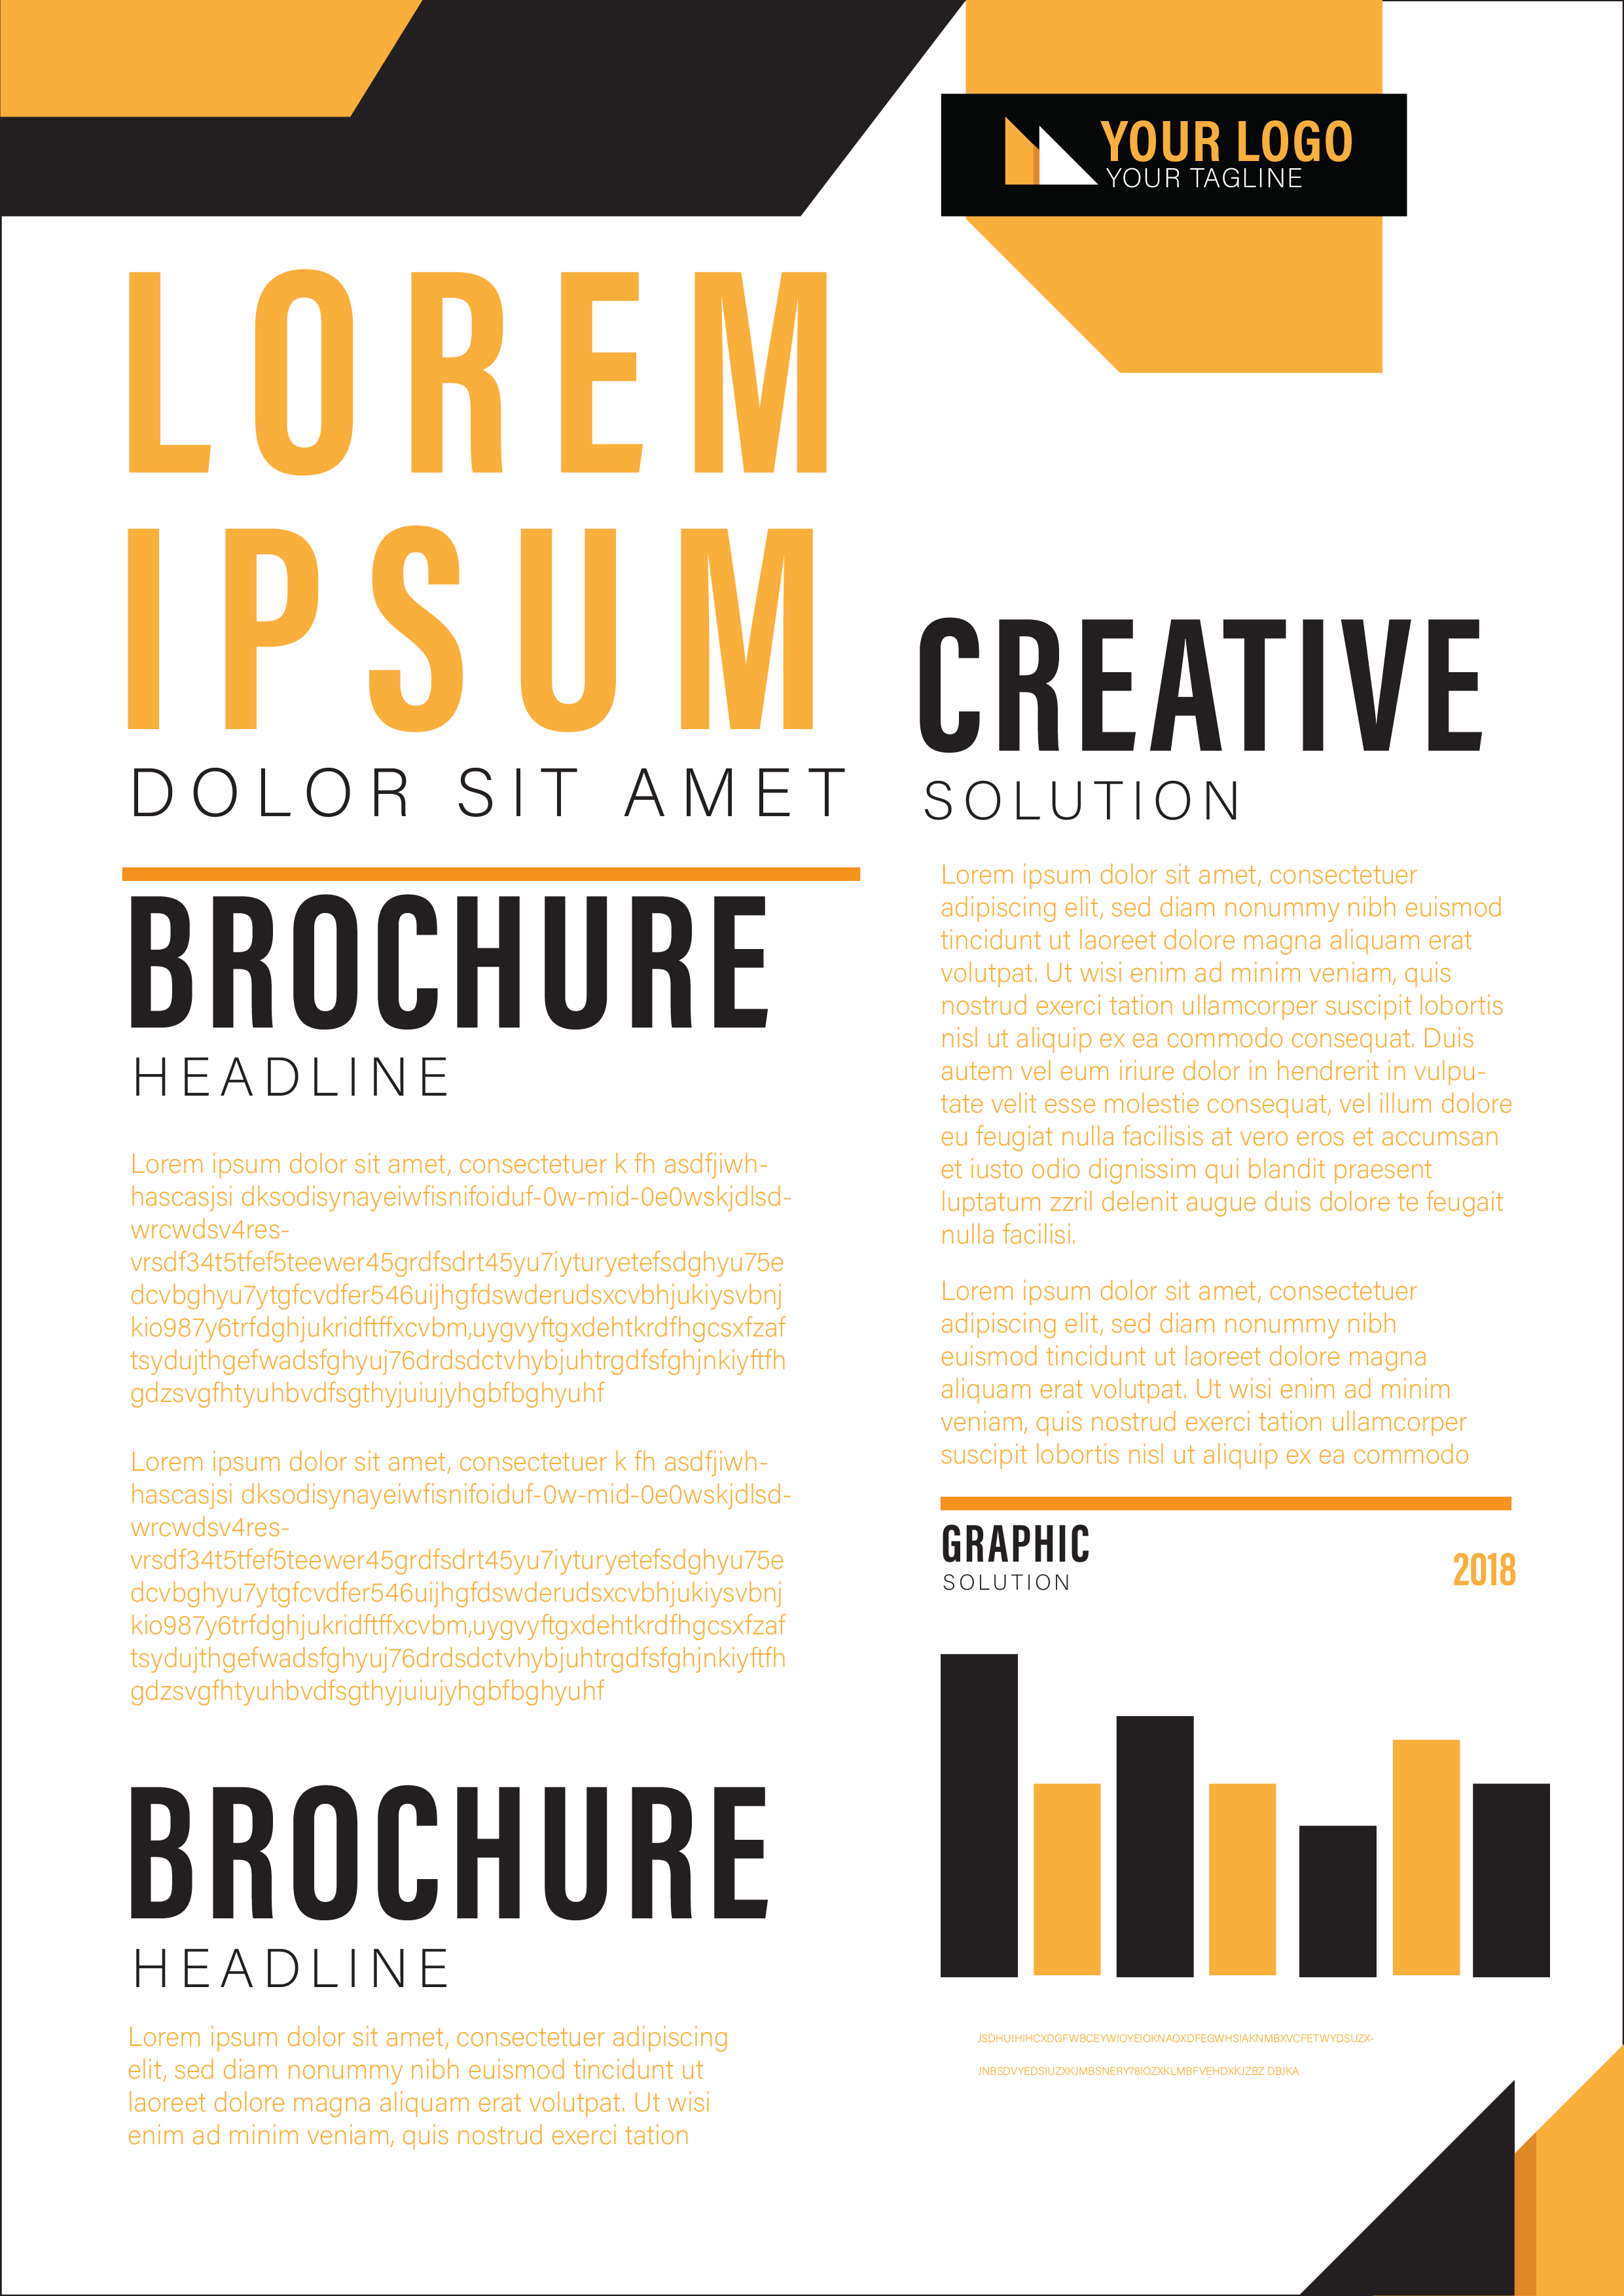 YOUR LOGO
YOUR TAGLINE
LOREM
IPSUM
DOLOR SIT AMET
BROCHURE
HEADLINE
Lorem ipsum dolor sit amet, consectetuer k fh asdfjiwh-
hascasjsi dksodisynayeiwfisnifoiduf-0w-mid-0e0wskjdlsd-
wrcwdsv4res-
vrsdf34t5tfef5teewer45grdfsdrt45yu7iyturyetefsdghyu75e
dcvbghyu7ytgfcvdfer546uijhgfdswderudsxcvbhjukiysvbnj
kio987y6trfdghjukridftffxcvbm,uygvyftgxdehtkrdfhgcsxfzaf
tsydujthgefwadsfghyuj76drdsdctvhybjuhtrgdfsfghjnkiyftfh
gdzsvgfhtyuhbvdfsgthyjuiujyhgbfbghyuhf
Lorem ipsum dolor sit amet, consectetuer k fh asdfjiwh-
hascasjsi dksodisynayeiwfisnifoiduf-0w-mid-0e0wskjdlsd-
wrcwdsv4res-
vrsdf34t5tfef5teewer45grdfsdrt45yu7iyturyetefsdghyu75e
dcvbghyu7ytgfcvdfer546uijhgfdswderudsxcvbhjukiysvbnj
kio987y6trfdghjukridftffxcvbm,uygvyftgxdehtkrdfhgcsxfzaf
tsydujthgefwadsfghyuj76drdsdctvhybjuhtrgdfsfghjnkiyftfh
gdzsvgfhtyuhbvdfsgthyjuiujyhgbfbghyuhf
BROCHURE
HEADLINE
Lorem ipsum dolor sit amet, consectetuer adipiscing
elit, sed diam nonummy nibh euismod tincidunt ut
laoreet dolore magna aliquam erat volutpat. Ut wisi
enim ad minim veniam, quis nostrud exerci tation
CREATIVE
SOLUTION
Lorem ipsum dolor sit amet, consectetuer
adipiscing elit, sed diam nonummy nibh euismod
tincidunt ut laoreet dolore magna aliquam erat
volutpat. Ut wisi enim ad minim veniam, quis
nostrud exerci tation ullamcorper suscipit lobortis
nisl ut aliquip ex ea commodo consequat. Duis
autem vel eum iriure dolor in hendrerit in vulpu-
tate velit esse molestie consequat, vel illum dolore
eu feugiat nulla facilisis at vero eros et accumsan
et iusto odio dignissim qui blandit praesent
luptatum zzril delenit augue duis dolore te feugait
nulla facilisi.
Lorem ipsum dolor sit amet, consectetuer
adipiscing elit, sed diam nonummy nibh
euismod tincidunt ut laoreet dolore magna
aliquam erat volutpat. Ut wisi enim ad minim
veniam, quis nostrud exerci tation ullamcorper
suscipit lobortis nisl ut aliquip ex ea commodo
GRAPHIC
SOLUTION
2018
JSDHUIHIHCXDGFWBCEYWIOYEIOKNAOXDFEGWHSIAKNMBXVCFETWYDSUZX-
JNBSDVYEDSIUZXKJMBSNERY78IOZXKLMBFVEHDXKJZBZ DBJKA